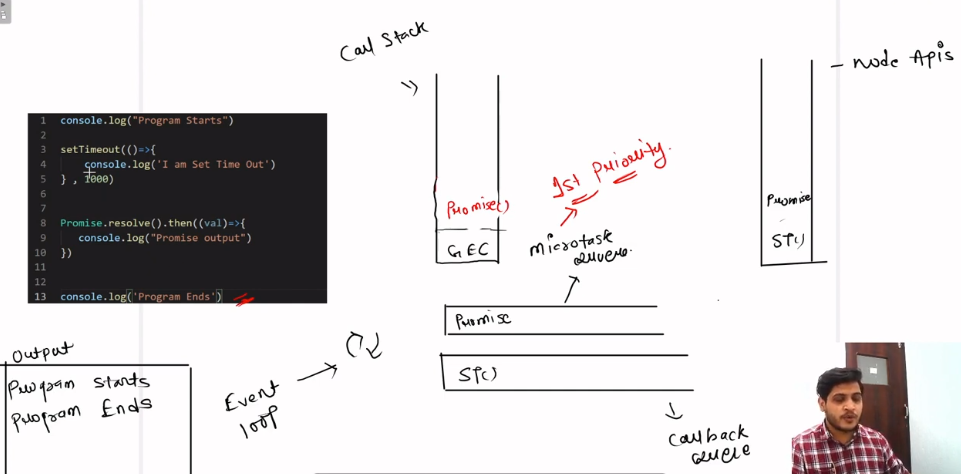 Call Stack
Node Apis
1 console.log("Program Starts")
2
3 setTimeout(()=>{
4 console.log('I am Set Time Out')
5 } , 1000)
6
7
8 Promise.resolve().then((val)=>{
9 console.log("Promise output")
10 })
11
12
13 console.log('Program Ends')
1st Priority.
Promise()
GEC
Microtask
Queue.
Promise
ST()
Promise
ST()
Callback
Queue
Event
loop
Output
Program Starts
Program Ends